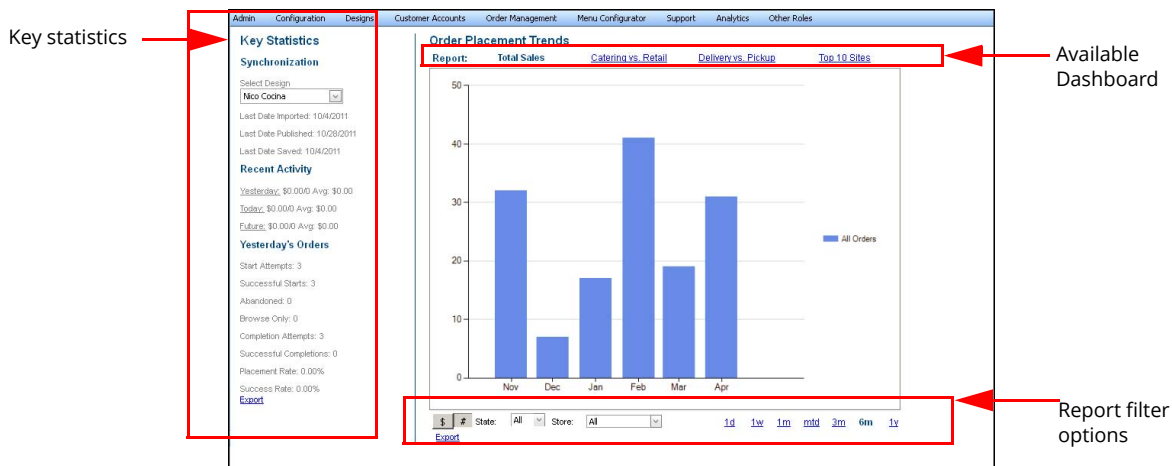 Admin Configuration Designs Customer Accounts Order Management Menu Configurator Support Analytics Other Roles
Key statistics
Key Statistics
Synchronization
Select Design
Nico Cocina
Last Date Imported: 10/4/2011
Last Date Published: 10/28/2011
Last Date Saved: 10/4/2011
Recent Activity
Yesterday: $0.00/0 Avg: $0.00
Today: $0.00/0 Avg: $0.00
Future: $0.00/0 Avg: $0.00
Yesterday's Orders
Start Attempts: 3
Successful Starts: 3
Abandoned: 0
Browse Only: 0
Completion Attempts: 3
Successful Completions: 0
Placement Rate: 0.00%
Success Rate: 0.00%
Export
Order Placement Trends
Report: Total Sales Catering vs. Retail Delivery vs. Pickup Top 10 Sites
Available
Dashboard
50
40
30
20
10
0
Nov Dec Jan Feb Mar Apr
All Orders
$ # State: All Store: All 1d 1w 1m mtd 3m 6m 1y
Export
Report filter
options